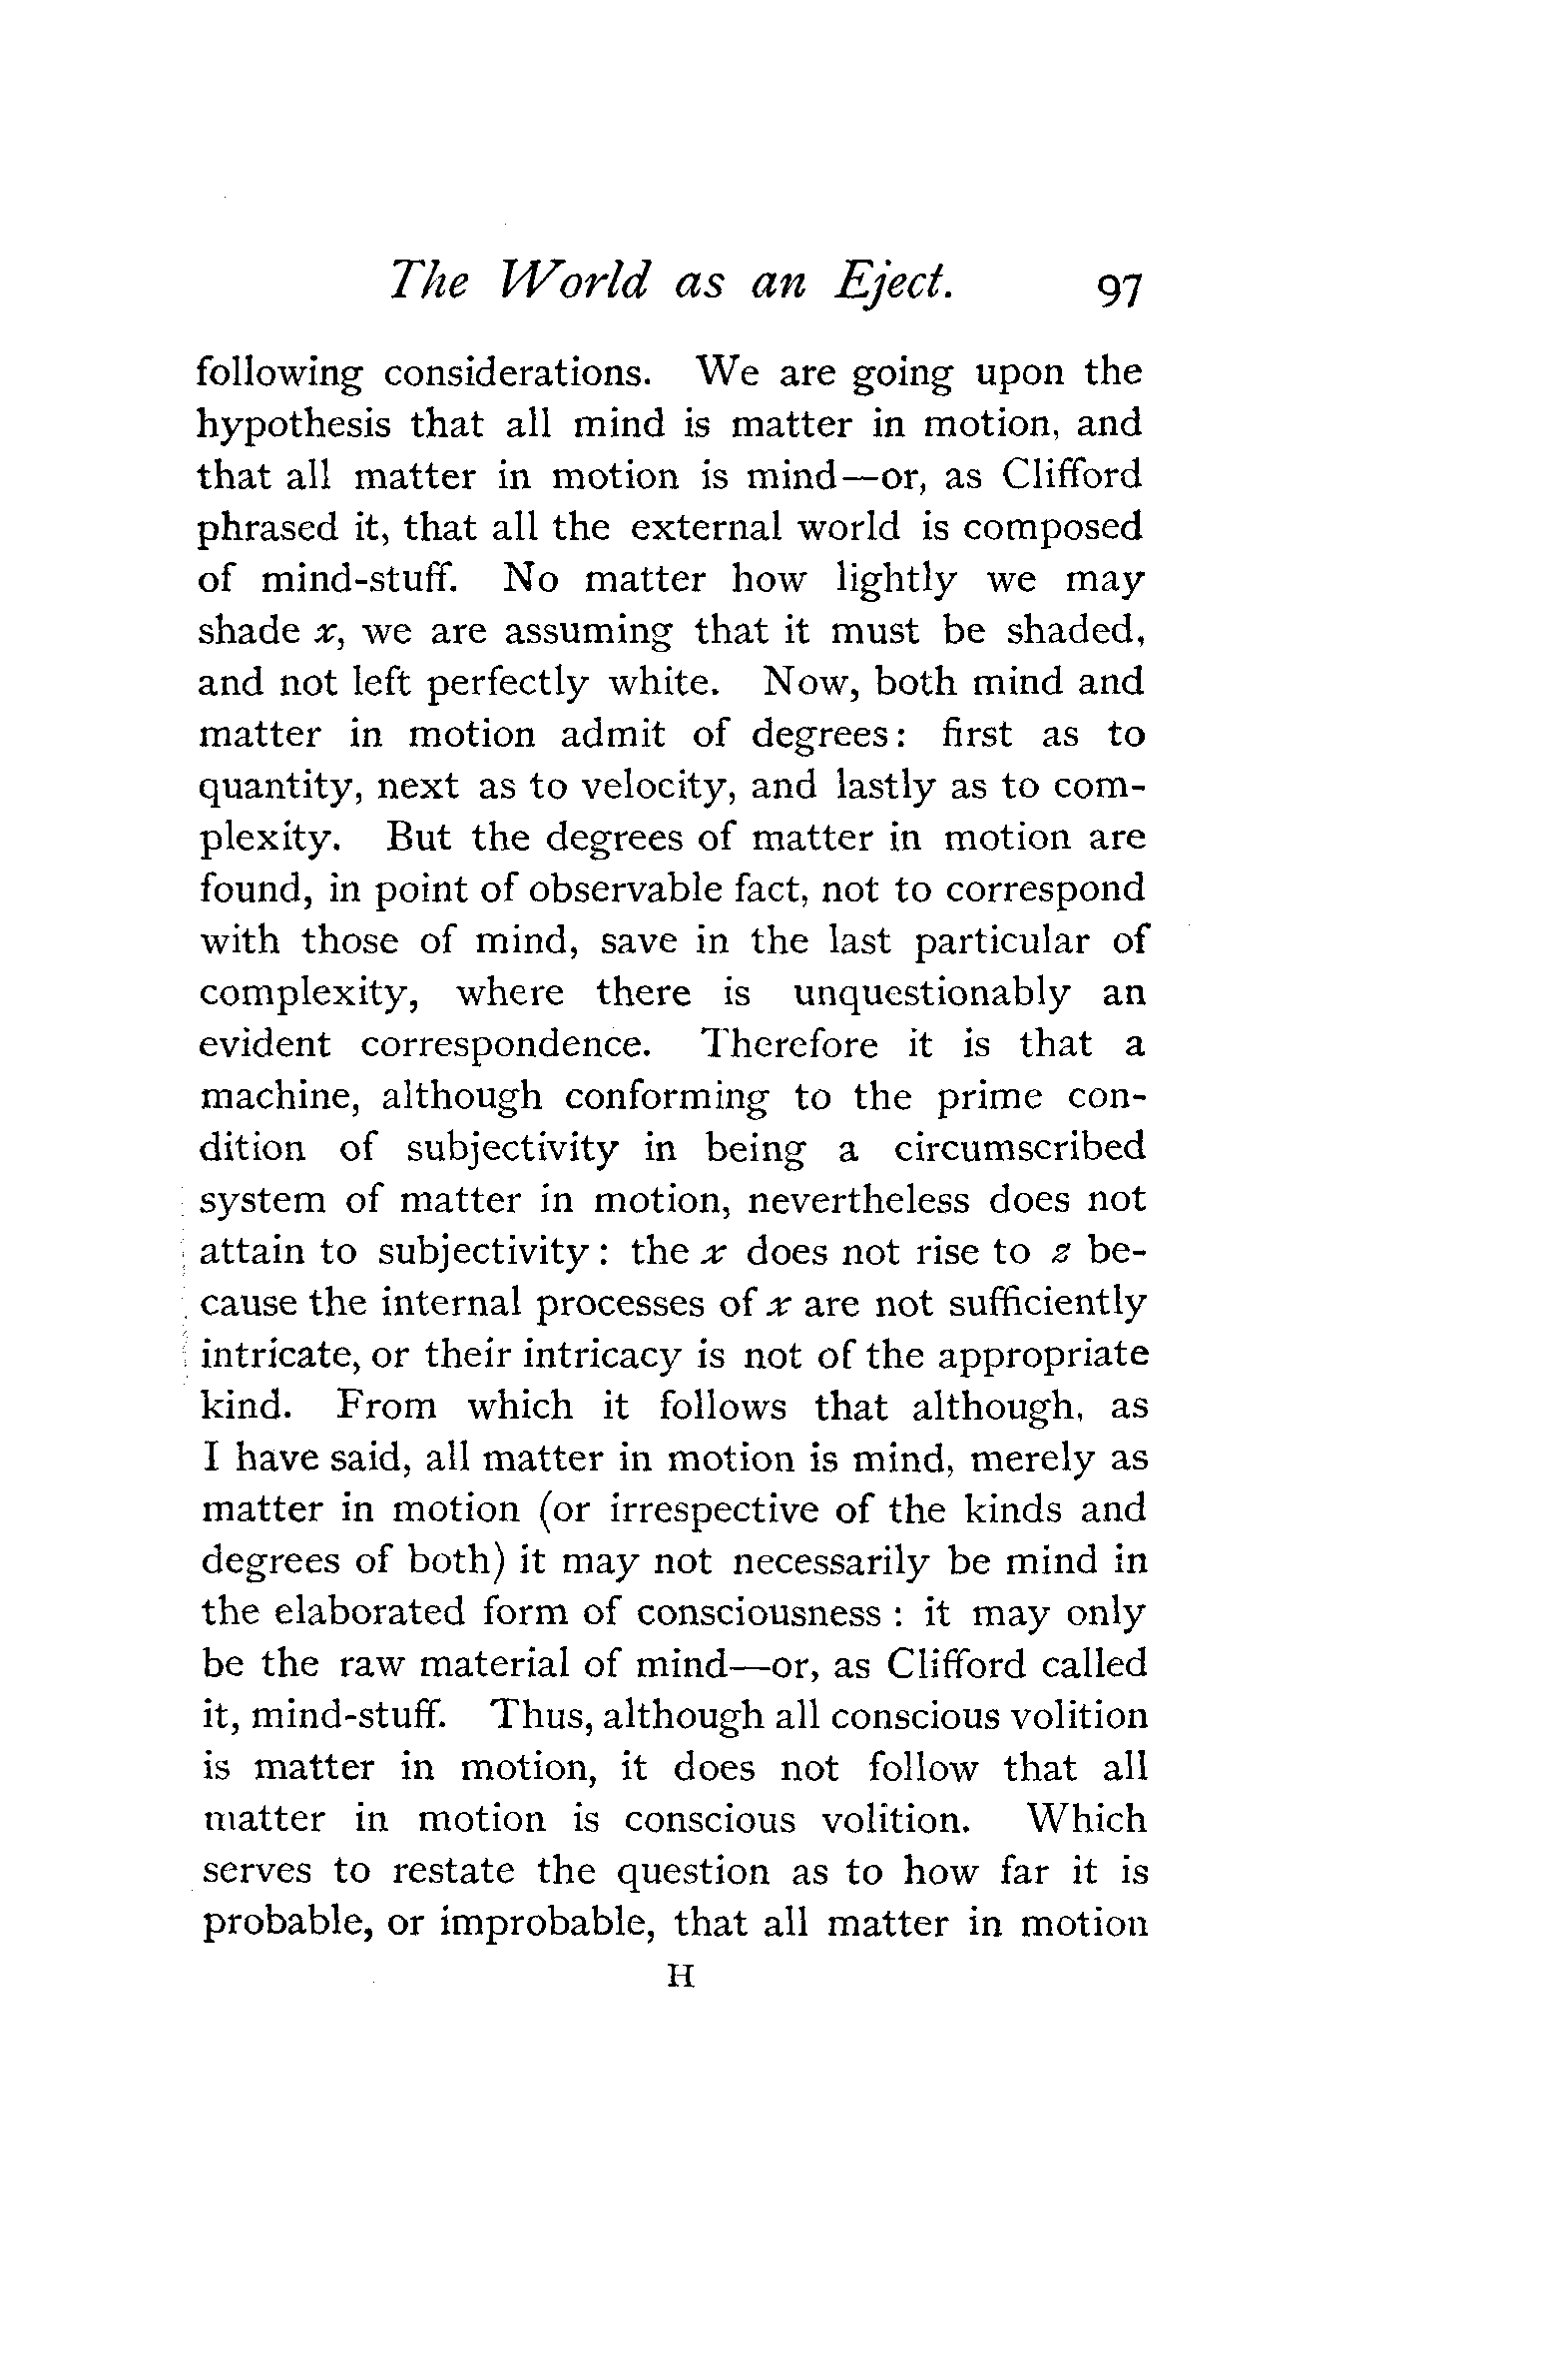 The World as an Eject. 97
following considerations. We are going upon the
hypothesis that all mind is matter in motion, and
that all matter in motion is mind—or, as Clifford
phrased it, that all the external world is composed
of mind-stuff. No matter how lightly we may
shade x, we are assuming that it must be shaded,
and not left perfectly white. Now, both mind and
matter in motion admit of degrees: first as to
quantity, next as to velocity, and lastly as to com-
plexity. But the degrees of matter in motion are
found, in point of observable fact, not to correspond
with those of mind, save in the last particular of
complexity, where there is unquestionably an
evident correspondence. Therefore it is that a
machine, although conforming to the prime con-
dition of subjectivity in being a circumscribed
system of matter in motion, nevertheless does not
attain to subjectivity: the x does not rise to z be-
cause the internal processes of x are not sufficiently
intricate, or their intricacy is not of the appropriate
kind. From which it follows that although, as
I have said, all matter in motion is mind, merely as
matter in motion (or irrespective of the kinds and
degrees of both) it may not necessarily be mind in
the elaborated form of consciousness: it may only
be the raw material of mind—or, as Clifford called
it, mind-stuff. Thus, although all conscious volition
is matter in motion, it does not follow that all
matter in motion is conscious volition. Which
serves to restate the question as to how far it is
probable, or improbable, that all matter in motion
H